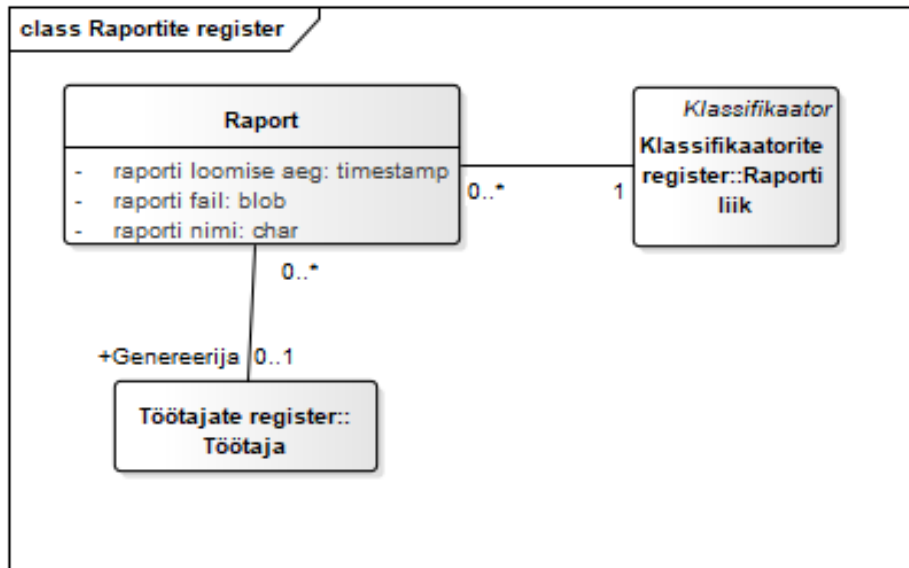 class Raportite register
Raport
- raporti loomise aeg: timestamp
- raporti fail: blob
- raporti nimi: char
0..*
1
Klassifikaator
Klassifikaatorite
register::Raporti
liik
0..*
+Genereerija 0..1
Töötajate register::
Töötaja